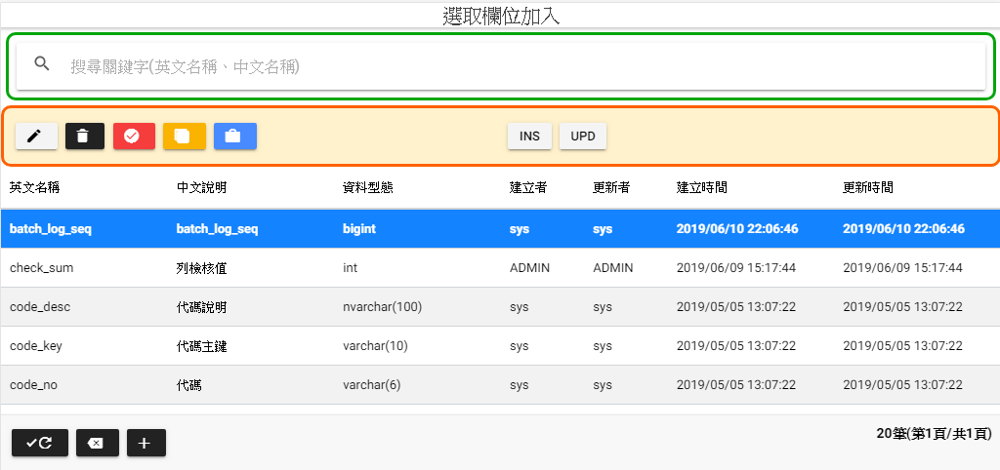 選取欄位加入
搜尋關鍵字(英文名稱、中文名稱)
INS UPD
英文名稱 中文說明 資料型態 建立者 更新者 建立時間 更新時間
batch_log_seq batch_log_seq bigint sys sys 2019/06/10 22:06:46 2019/06/10 22:06:46
check_sum 列檢核值 int ADMIN ADMIN 2019/06/09 15:17:44 2019/06/09 15:17:44
code_desc 代碼說明 nvarchar(100) sys sys 2019/05/05 13:07:22 2019/05/05 13:07:22
code_key 代碼主鍵 varchar(10) sys sys 2019/05/05 13:07:22 2019/05/05 13:07:22
code_no 代碼 varchar(6) sys sys 2019/05/05 13:07:22 2019/05/05 13:07:22
20筆(第1頁/共1頁)